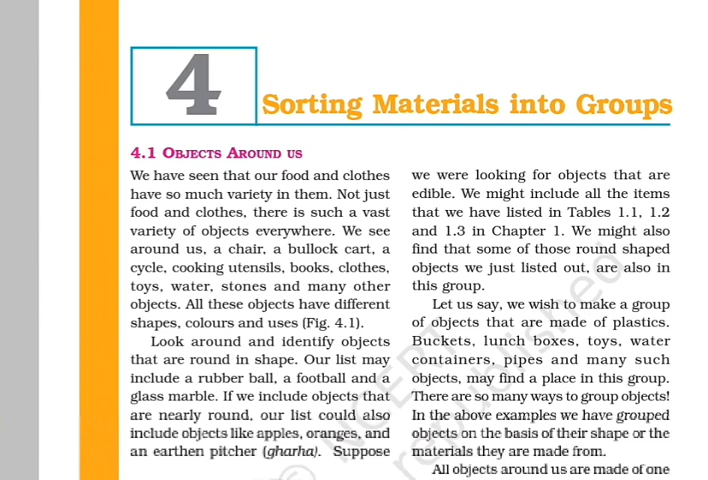 4
Sorting Materials into Groups
4.1 OBJECTS AROUND US
We have seen that our food and clothes
have so much variety in them. Not just
food and clothes, there is such a vast
variety of objects everywhere. We see
around us, a chair, a bullock cart, a
cycle, cooking utensils, books, clothes,
toys, water, stones and many other
objects. All these objects have different
shapes, colours and uses (Fig. 4.1).
Look around and identify objects
that are round in shape. Our list may
include a rubber ball, a football and a
glass marble. If we include objects that
are nearly round, our list could also
include objects like apples, oranges, and
an earthen pitcher (gharha). Suppose
we were looking for objects that are
edible. We might include all the items
that we have listed in Tables 1.1, 1.2
and 1.3 in Chapter 1. We might also
find that some of those round shaped
objects we just listed out, are also in
this group.
Let us say, we wish to make a group
of objects that are made of plastics.
Buckets, lunch boxes, toys, water
containers, pipes and many such
objects, may find a place in this group.
There are so many ways to group objects!
In the above examples we have grouped
objects on the basis of their shape or the
materials they are made from.
All objects around us are made of one
© NCERT
republished